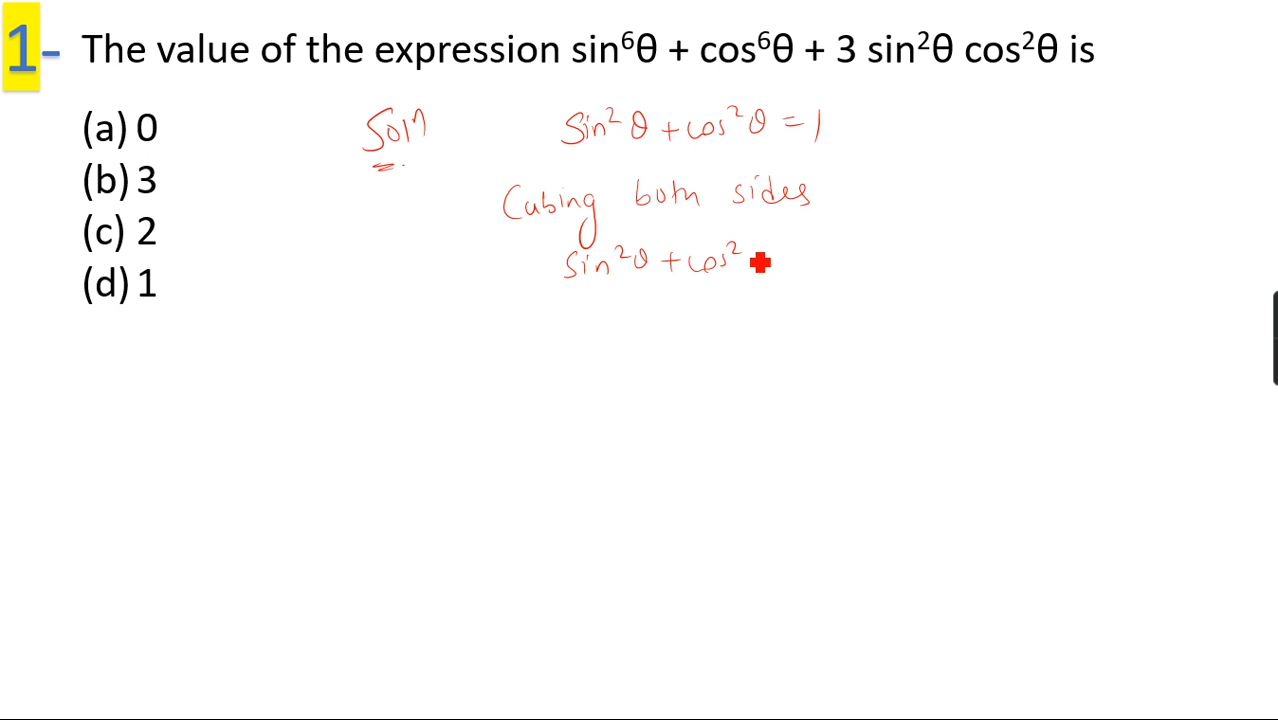 1- The value of the expression sin⁶θ + cos⁶θ + 3 sin²θ cos²θ is
(a) 0
(b) 3
(c) 2
(d) 1
Solⁿ
Sin²θ + cos²θ = 1
Cubing both sides
Sin²θ + cos²